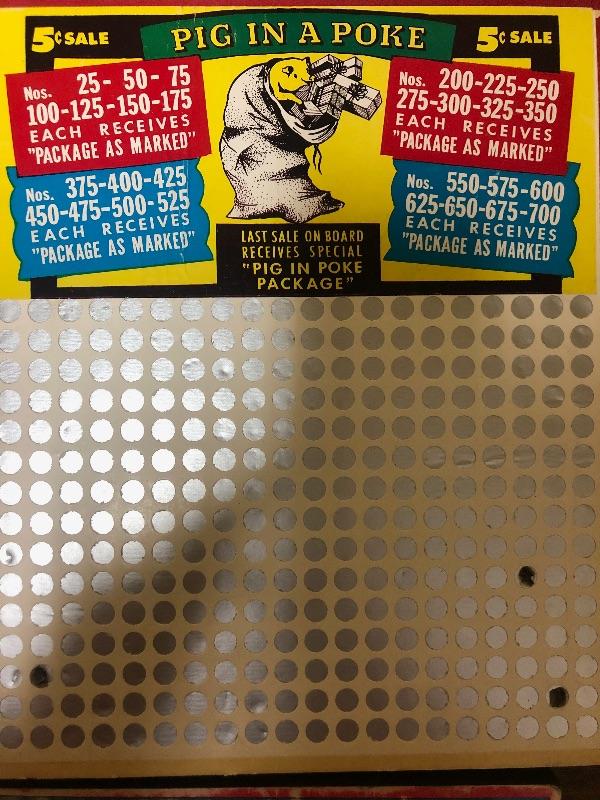 5¢ SALE
PIG IN A POKE
5¢ SALE
Nos. 25- 50- 75
100-125-150-175
EACH RECEIVES
"PACKAGE AS MARKED"
Nos. 200-225-250
275-300-325-350
EACH RECEIVES
"PACKAGE AS MARKED"
Nos. 375-400-425
450-475-500-525
EACH RECEIVES
"PACKAGE AS MARKED"
Nos. 550-575-600
625-650-675-700
EACH RECEIVES
"PACKAGE AS MARKED"
LAST SALE ON BOARD
RECEIVES SPECIAL
"PIG IN POKE
PACKAGE"